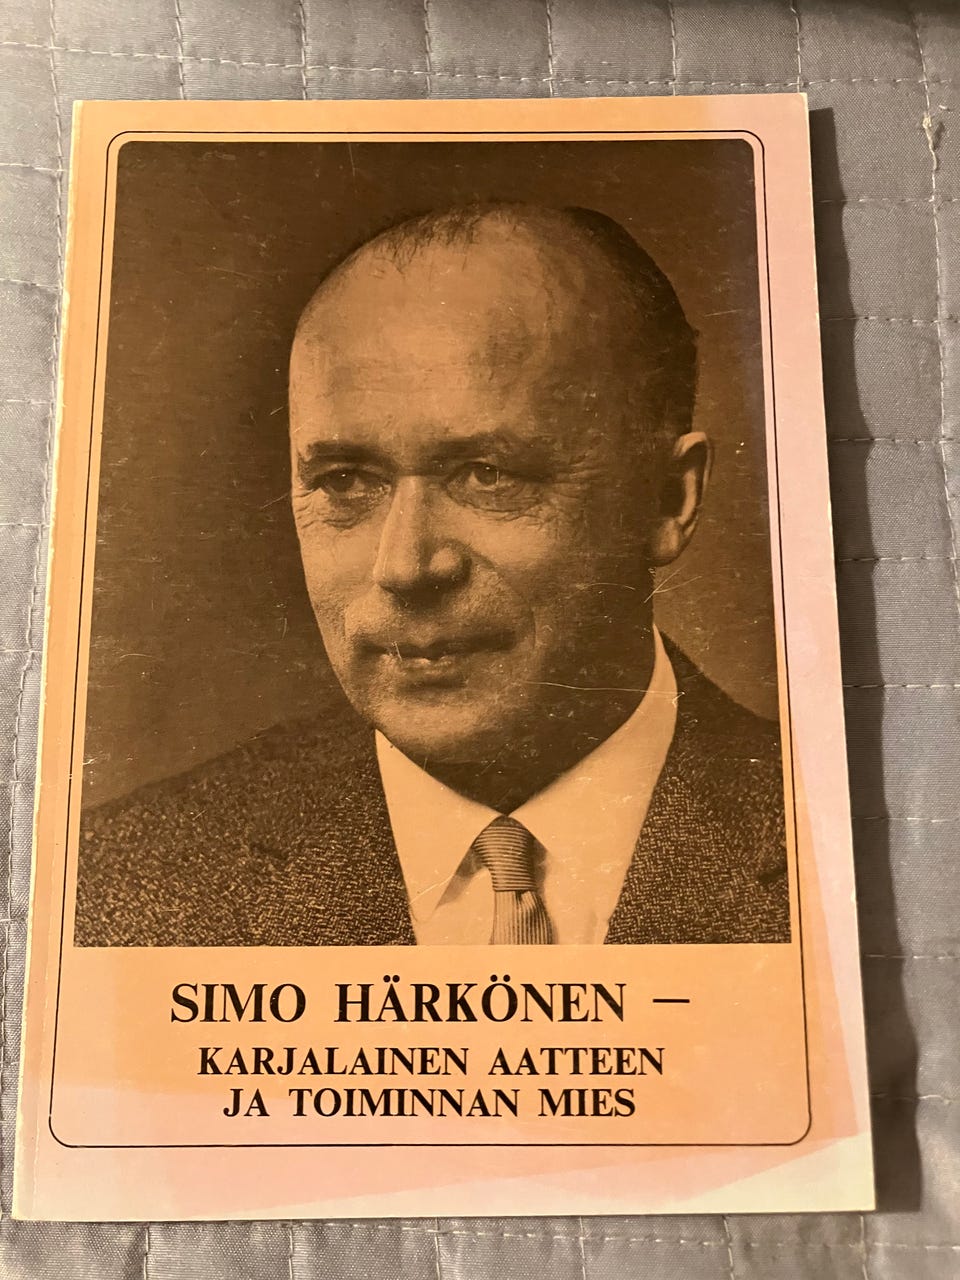 SIMO HÄRKÖNEN —
KARJALAINEN AATTEEN
JA TOIMINNAN MIES